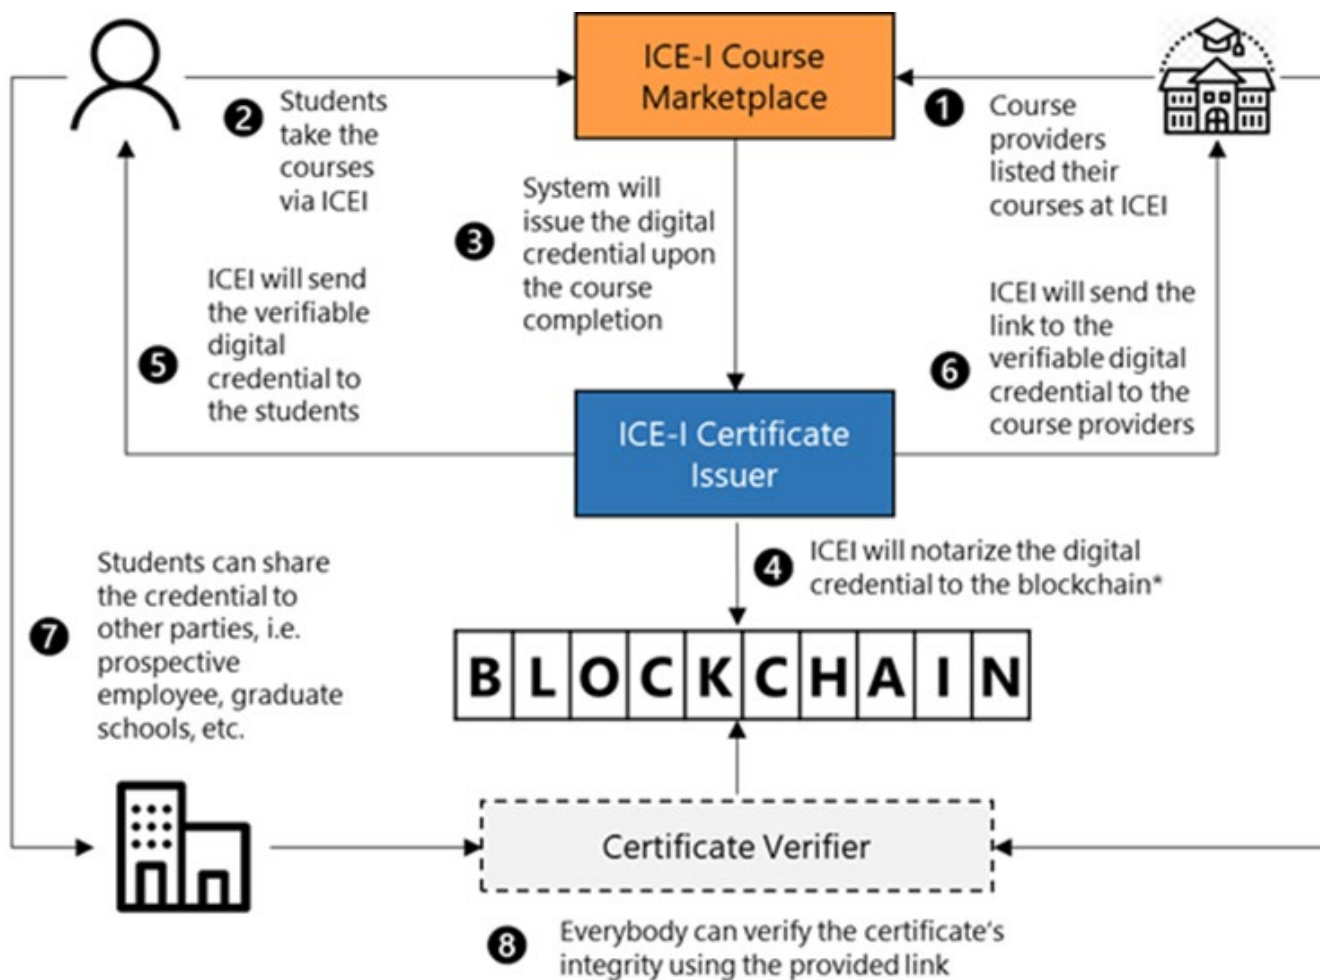 ICE-I Course
Marketplace
1
Course
providers
listed their
courses at ICEI
2
Students
take the
courses
via ICEI
3
System will
issue the digital
credential upon
the course
completion
ICE-I Certificate
Issuer
4
ICEI will notarize the digital
credential to the blockchain*
BLOCKCHAIN
5
ICEI will send
the verifiable
digital
credential to
the students
6
ICEI will send the
link to the
verifiable digital
credential to the
course providers
7
Students can share
the credential to
other parties, i.e.
prospective
employee, graduate
schools, etc.
Certificate Verifier
8
Everybody can verify the certificate's
integrity using the provided link